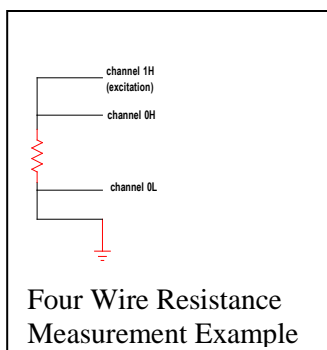 channel 1H
(excitation)
channel 0H
channel 0L
Four Wire Resistance
Measurement Example